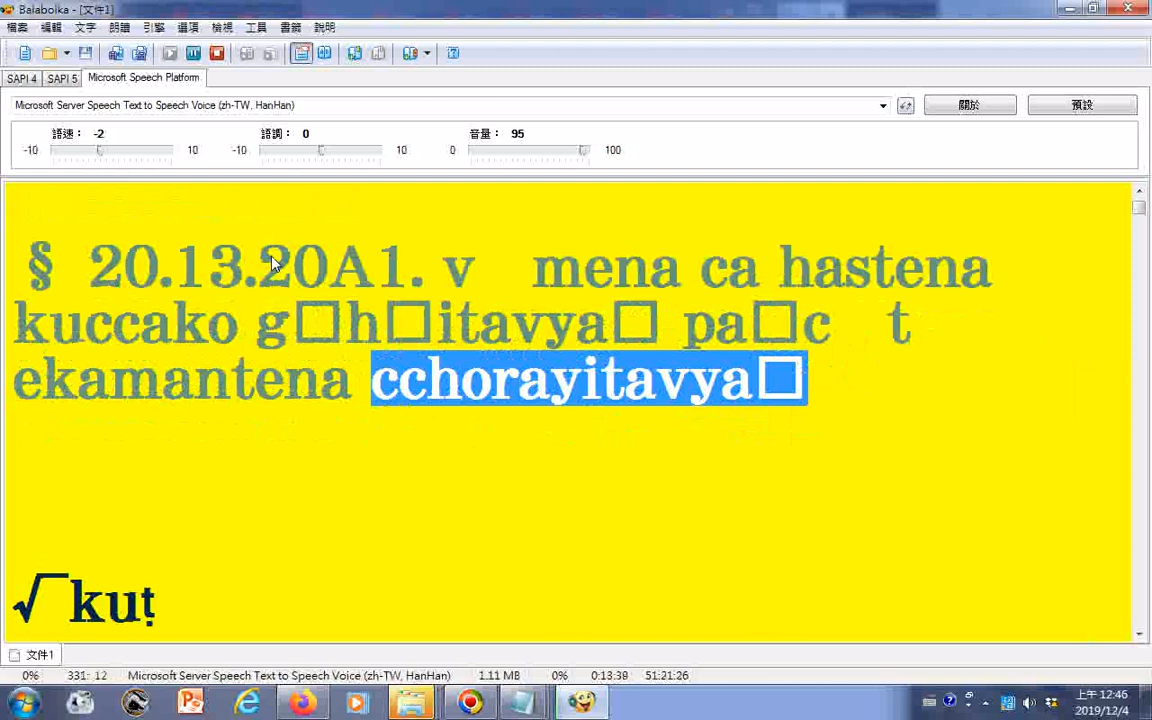 Balabolka - [文件1]
檔案 編輯 文字 朗讀 引擎 選項 檢視 工具 書籤 說明
SAPI 4 SAPI 5 Microsoft Speech Platform
Microsoft Server Speech Text to Speech Voice (zh-TW, HanHan) 關於 預設
語速： -2 語調： 0 音量： 95
-10 10 -10 10 0 100
§ 20.13.20A1. v mena ca hastena
kuccako g□h□itavya□ pa□c t
ekamantena cchorayitavya□
√kuṭ
文件1
0% 331: 12 Microsoft Server Speech Text to Speech Voice (zh-TW, HanHan) 1.11 MB 0% 0:13:38 51:21:26
上午 12:46
2019/12/4